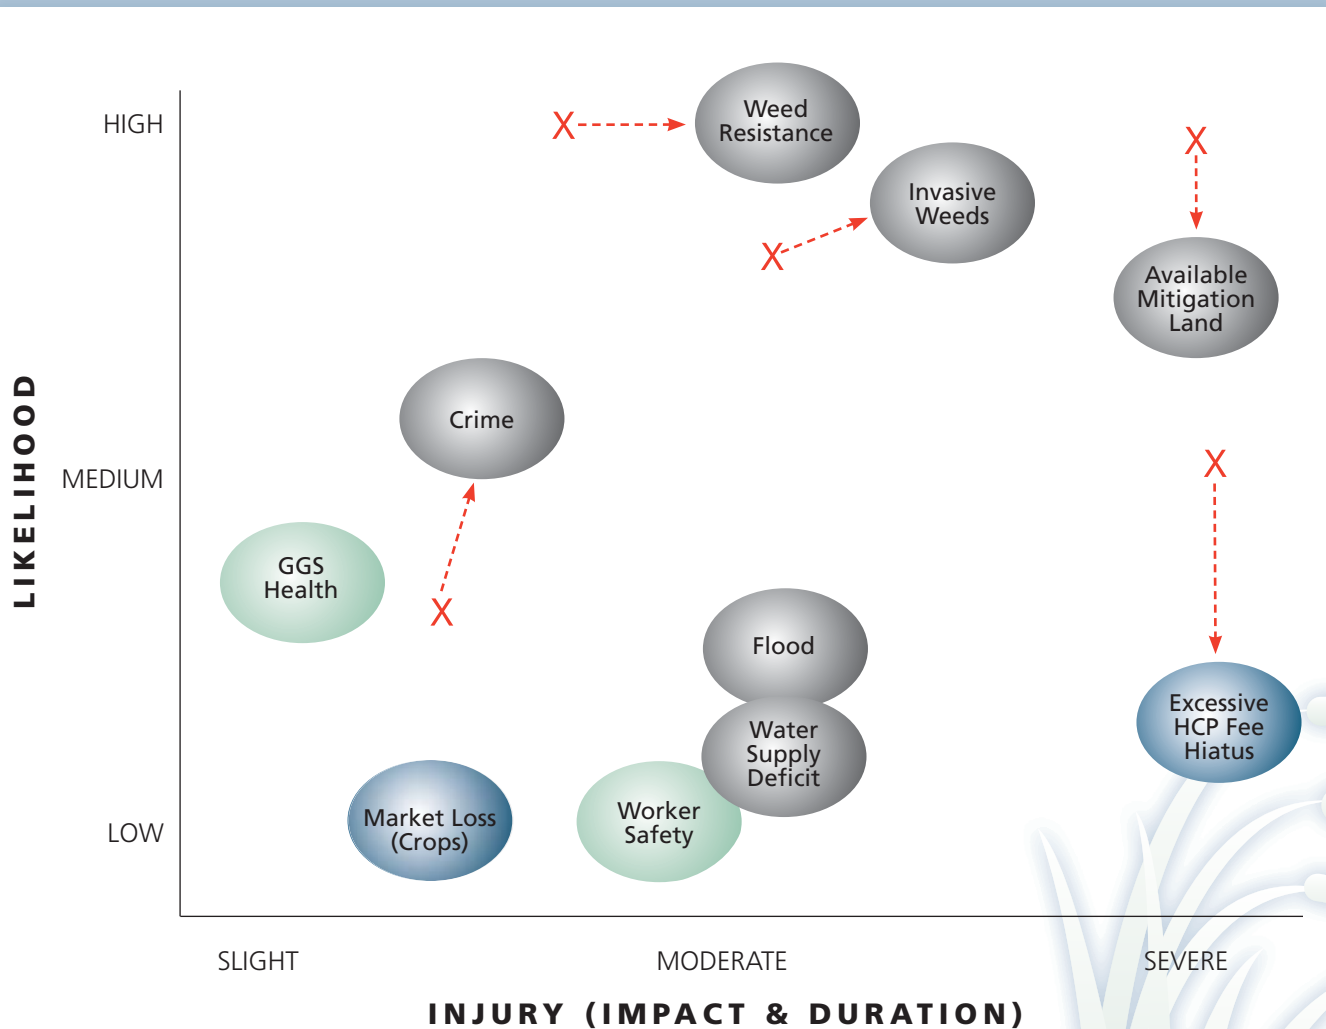 HIGH
X
Weed
Resistance
X
Invasive
Weeds
X
Available
Mitigation
Land
Crime
LIKELIHOOD
MEDIUM
X
GGS
Health
X
Flood
Water
Supply
Deficit
Excessive
HCP Fee
Hiatus
Market Loss
(Crops)
Worker
Safety
LOW
SLIGHT
MODERATE
SEVERE
INJURY (IMPACT & DURATION)